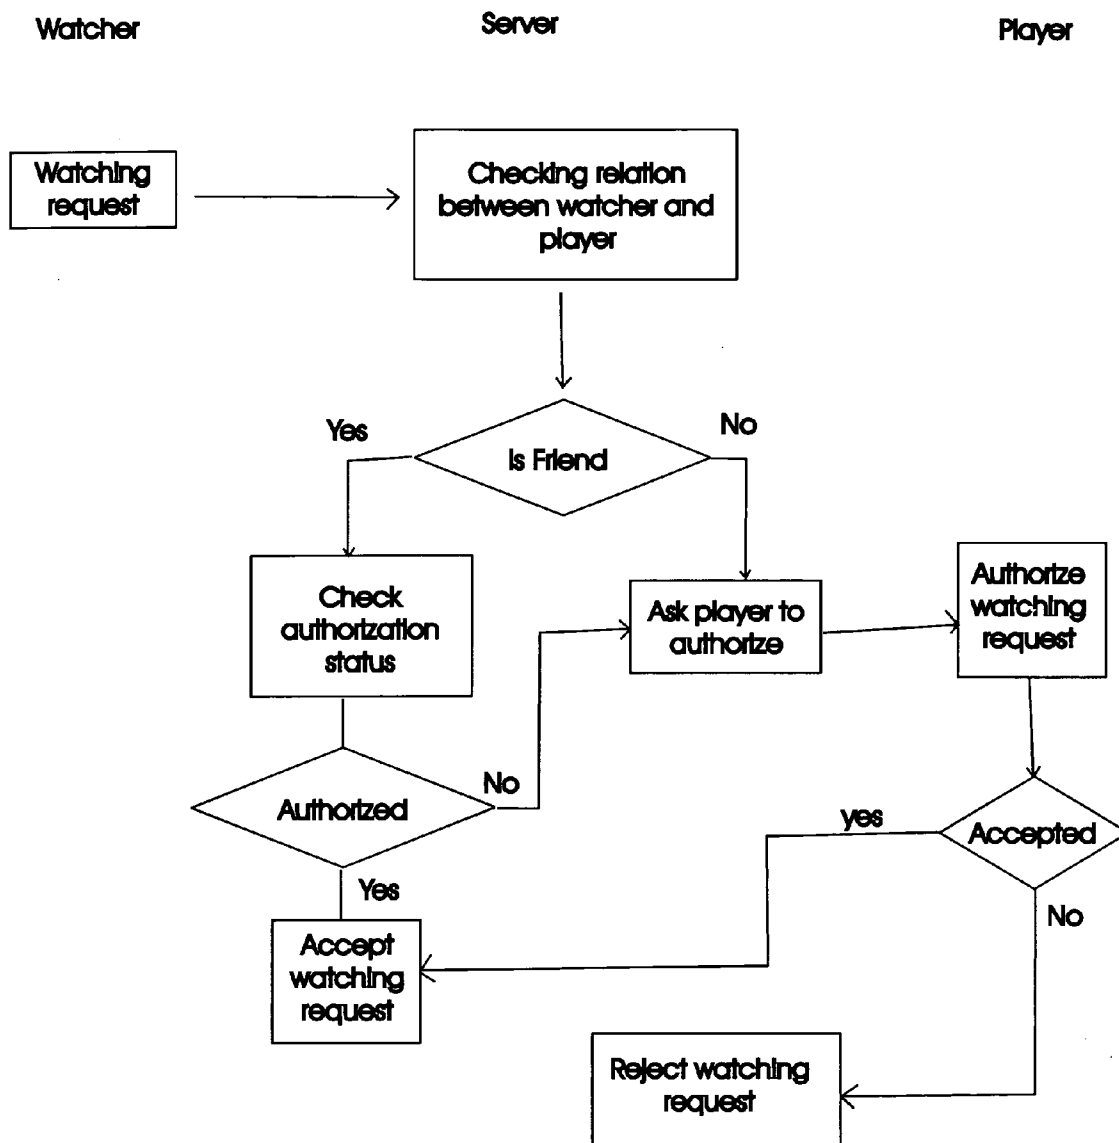 Watcher
Server
Player
Watching
request
Checking relation
between watcher and
player
Yes
No
Is Friend
Check
authorization
status
Ask player to
authorize
Authorize
watching
request
No
Authorized
yes
Accepted
Yes
No
Accept
watching
request
Reject watching
request